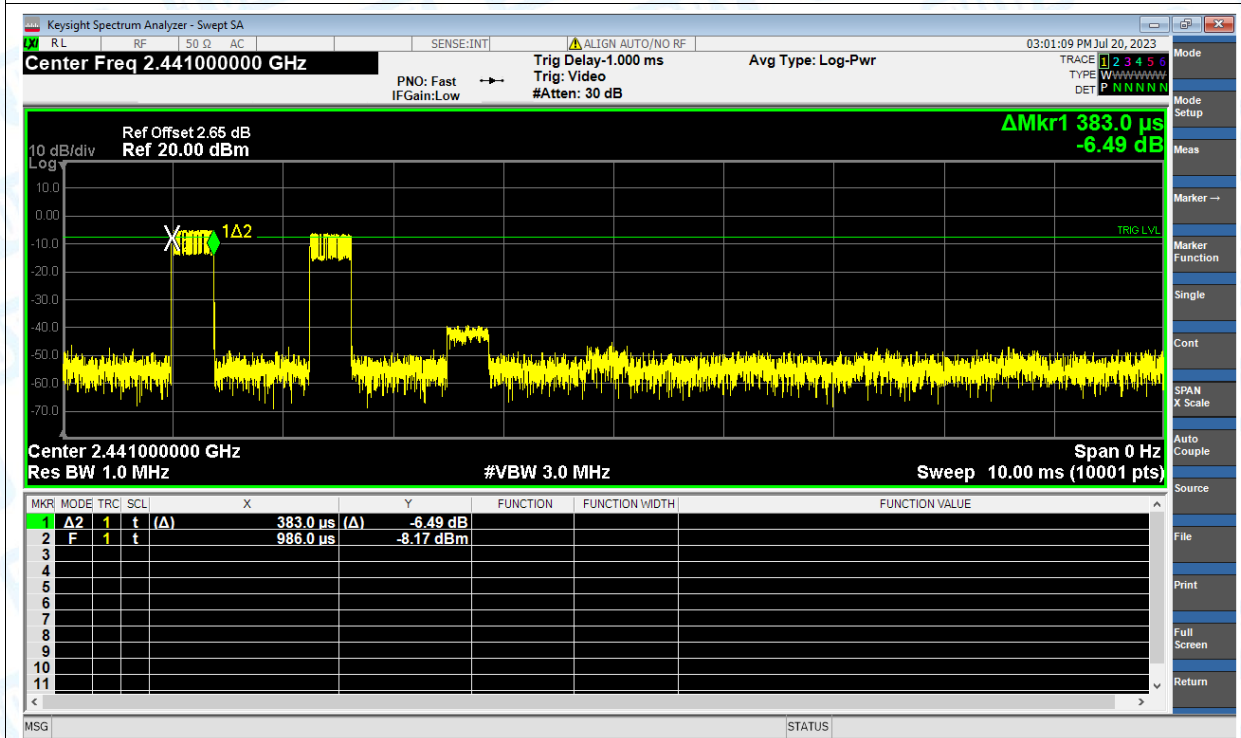 Keysight Spectrum Analyzer - Swept SA
LXI RL RF 50 Ω AC SENSE:INT ALIGN AUTO/NO RF 03:01:09 PM Jul 20, 2023
Center Freq 2.441000000 GHz
PNO: Fast
IFGain:Low
Trig Delay-1.000 ms
Trig: Video
#Atten: 30 dB
Avg Type: Log-Pwr
TRACE 1 2 3 4 5 6
TYPE WWWWWW
DET P N N N N N
Ref Offset 2.65 dB
10 dB/div Ref 20.00 dBm
Log
ΔMkr1 383.0 µs
-6.49 dB
10.0
0.00
-10.0
-20.0
-30.0
-40.0
-50.0
-60.0
-70.0
1Δ2
TRIG LVL
Center 2.441000000 GHz Span 0 Hz
Res BW 1.0 MHz #VBW 3.0 MHz Sweep 10.00 ms (10001 pts)
MKR MODE TRC SCL X Y FUNCTION FUNCTION WIDTH FUNCTION VALUE
1 Δ2 1 t (Δ) 383.0 µs (Δ) -6.49 dB
2 F 1 t 986.0 µs -8.17 dBm
3
4
5
6
7
8
9
10
11
MSG STATUS
Mode
Mode
Setup
Meas
Marker →
Marker
Function
Single
Cont
SPAN
X Scale
Auto
Couple
Source
File
Print
Full
Screen
Return